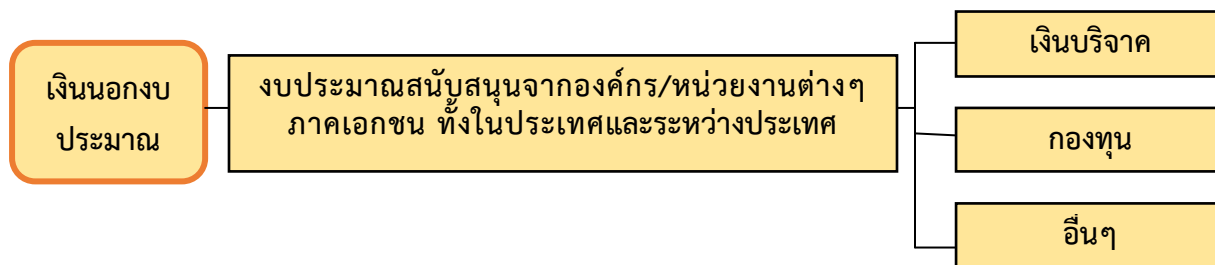 เงินนอกงบ
ประมาณ
งบประมาณสนับสนุนจากองค์กร/หน่วยงานต่างๆ
ภาคเอกชน ทั้งในประเทศและระหว่างประเทศ
เงินบริจาค
กองทุน
อื่นๆ